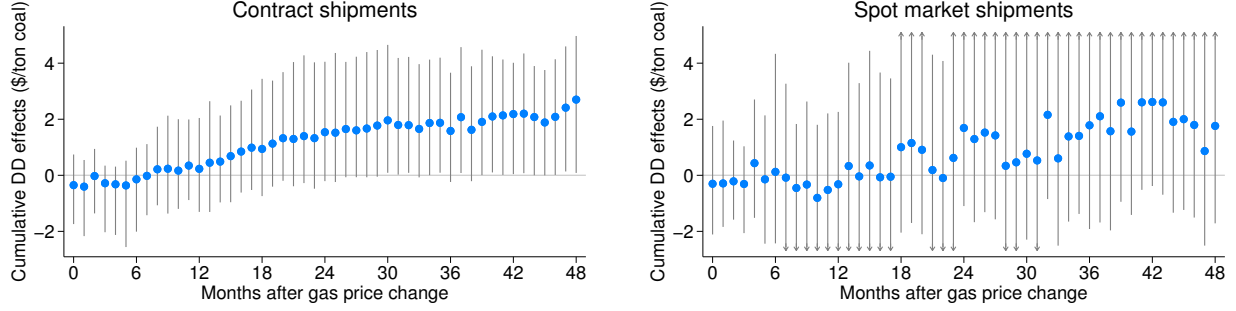 Contract shipments
Cumulative DD effects ($/ton coal)
4
2
0
−2
0 6 12 18 24 30 36 42 48
Months after gas price change
Spot market shipments
Cumulative DD effects ($/ton coal)
4
2
0
−2
0 6 12 18 24 30 36 42 48
Months after gas price change